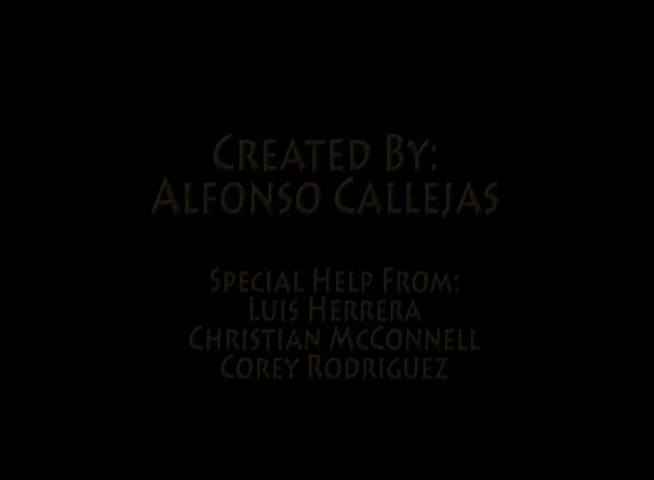 CREATED BY:
ALFONSO CALLEJAS
SPECIAL HELP FROM:
LUIS HERRERA
CHRISTIAN MCCONNELL
COREY RODRIGUEZ